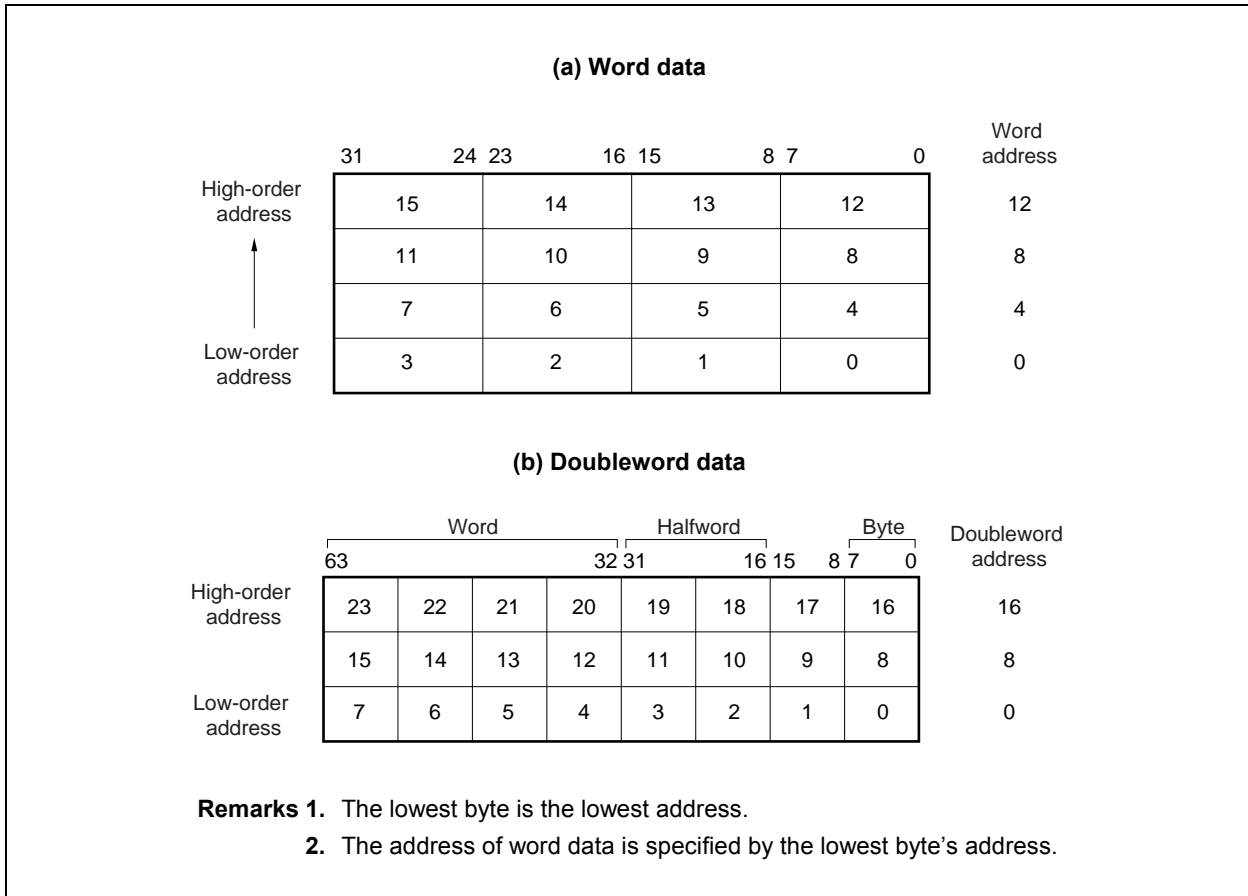 (a) Word data
Word
address
31 24 23 16 15 8 7 0
High-order
address
15 14 13 12 12
11 10 9 8 8
7 6 5 4 4
Low-order
address
3 2 1 0 0
(b) Doubleword data
Word Halfword Byte
Doubleword
address
63 32 31 16 15 8 7 0
High-order
address
23 22 21 20 19 18 17 16 16
15 14 13 12 11 10 9 8 8
Low-order
address
7 6 5 4 3 2 1 0 0
Remarks 1. The lowest byte is the lowest address.
2. The address of word data is specified by the lowest byte’s address.